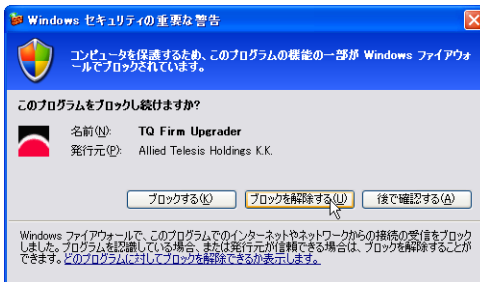 Windows セキュリティの重要な警告
コンピュータを保護するため、このプログラムの機能の一部が Windows ファイアウォ
ールでブロックされています。
このプログラムをブロックし続けますか?
名前(N): TQ Firm Upgrader
発行元(P): Allied Telesis Holdings K.K.
ブロックする(K) ブロックを解除する(U) 後で確認する(A)
Windows ファイアウォールで、このプログラムでのインターネットやネットワークからの接続の受信をブロック
しました。プログラムを認識している場合、または発行元が信頼できる場合は、ブロックを解除することが
できます。どのプログラムに対してブロックを解除できるか表示します。